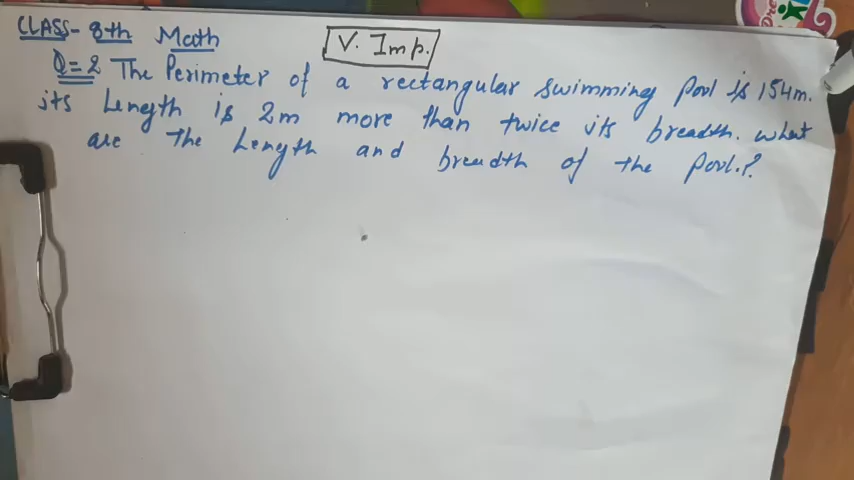 CLASS- 8th Math
V. Imp.
Q=2 The Perimeter of a rectangular swimming Pool is 154m.
its Length is 2m more than twice its breadth. what
are the Length and breadth of the Pool.?